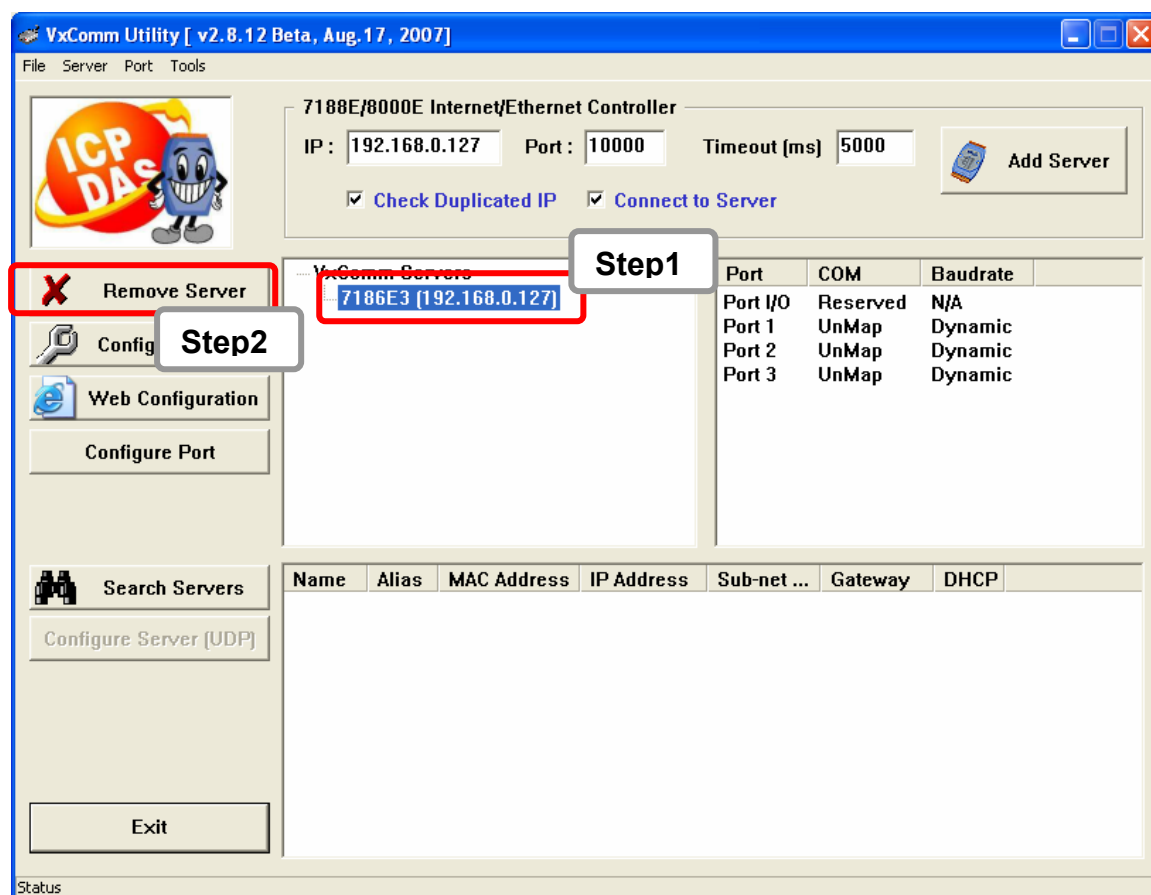 VxComm Utility [ v2.8.12 Beta, Aug.17, 2007]
File Server Port Tools
ICP DAS
7188E/8000E Internet/Ethernet Controller
IP : 192.168.0.127 Port : 10000 Timeout (ms) 5000 Add Server
Check Duplicated IP Connect to Server
Remove Server
Step2
Config
Web Configuration
Configure Port
VxComm Servers
Step1
7186E3 (192.168.0.127)
Port COM Baudrate
Port I/O Reserved N/A
Port 1 UnMap Dynamic
Port 2 UnMap Dynamic
Port 3 UnMap Dynamic
Search Servers
Configure Server (UDP)
Name Alias MAC Address IP Address Sub-net ... Gateway DHCP
Exit
Status